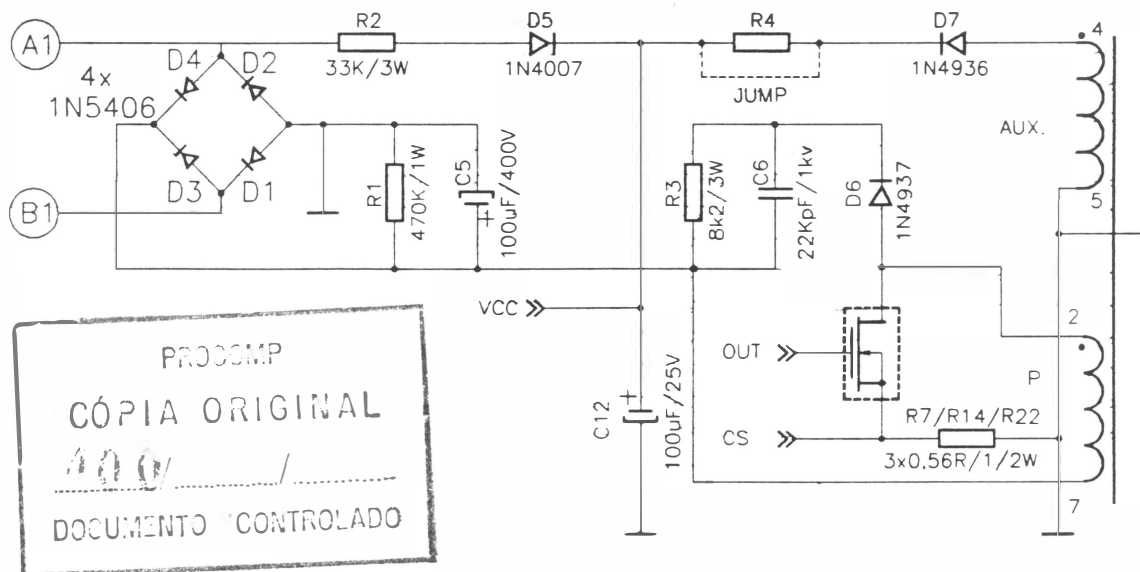 A1
R2
33K/3W
D5
1N4007
R4
JUMP
D7
1N4936
4
AUX.
5
4x
1N5406
D4
D2
D3
D1
B1
R1
470K/1W
C5
+
100uF/400V
R3
8k2/3W
C6
22KpF/1kv
D6
1N4937
VCC
OUT
CS
C12
+
100uF/25V
2
P
R7/R14/R22
3x0,56R/1/2W
7
PROCOMP
CÓPIA ORIGINAL
/ /
DOCUMENTO CONTROLADO